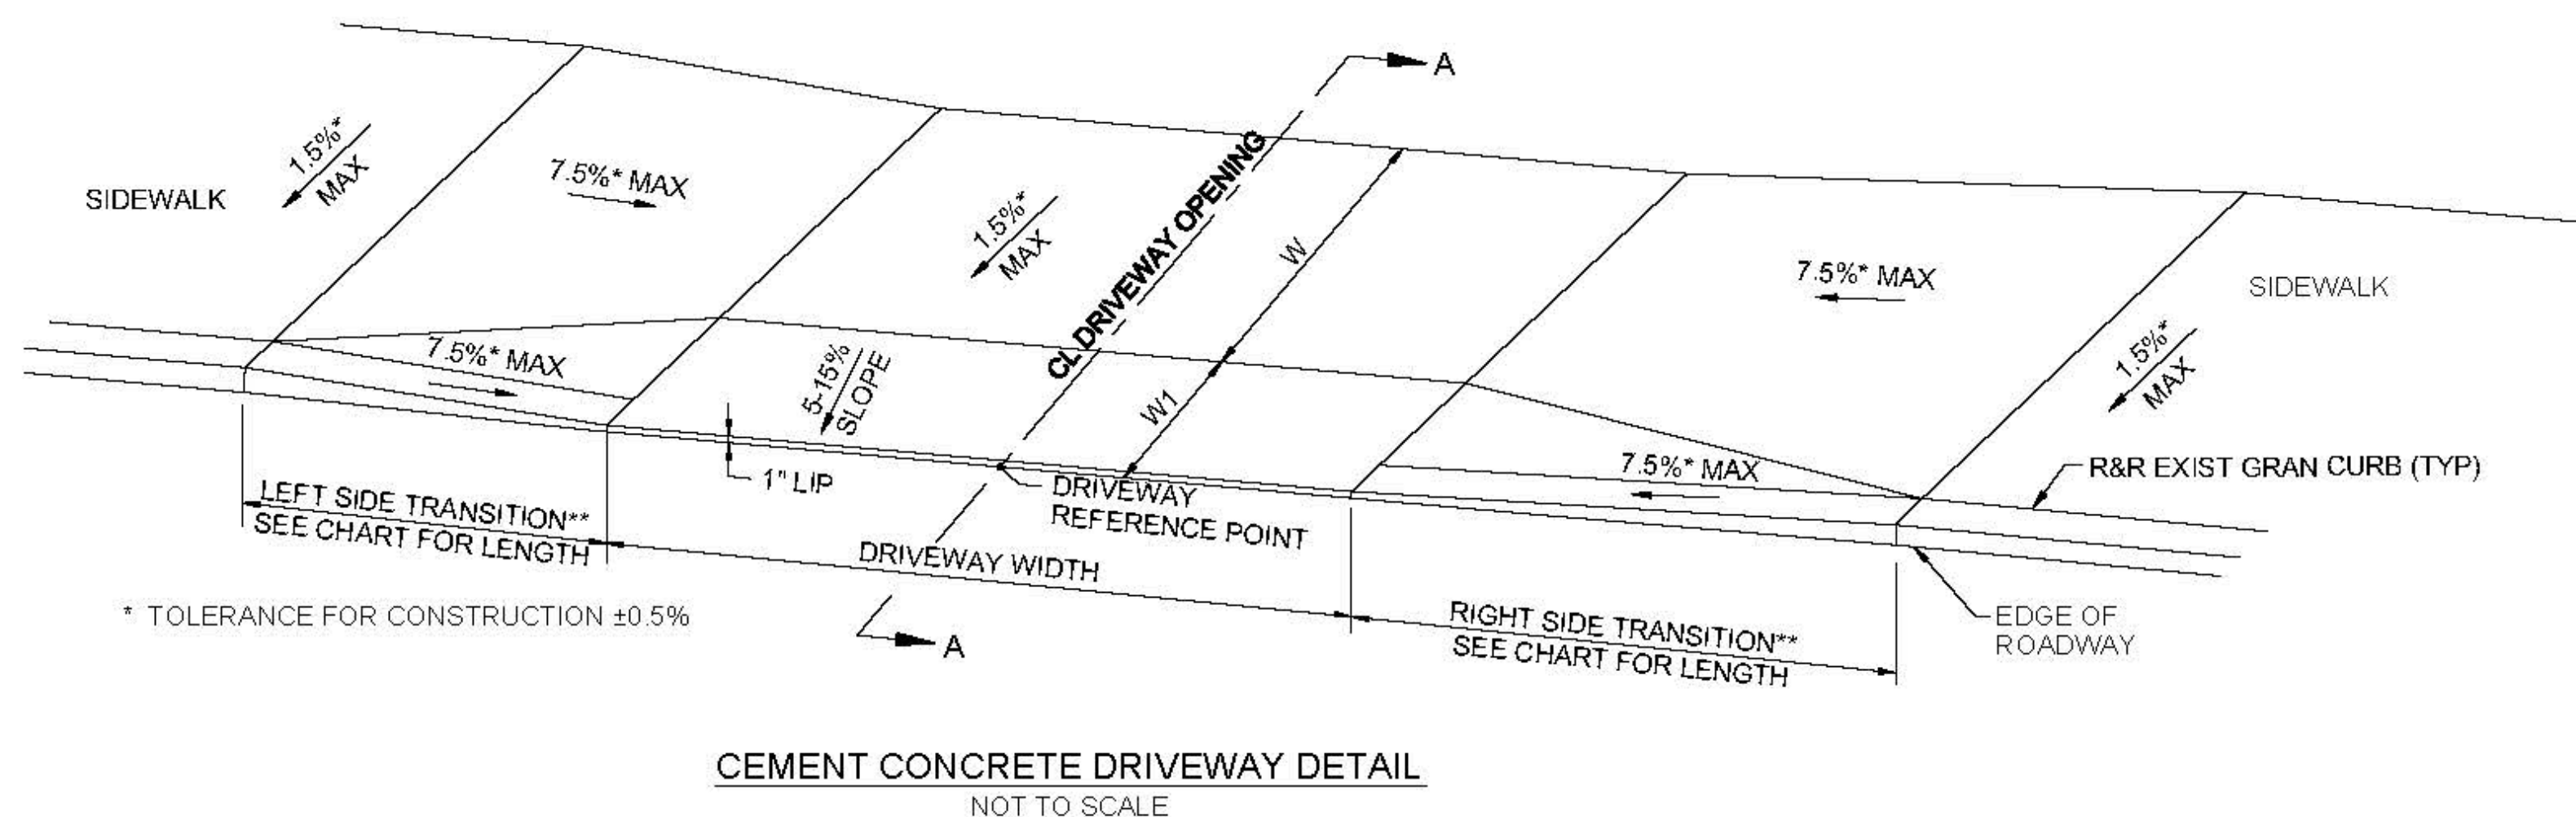 A
1.5%*
MAX
SIDEWALK
7.5%* MAX
1.5%*
MAX
CL DRIVEWAY OPENING
W
7.5%* MAX
SIDEWALK
1.5%*
MAX
7.5%* MAX
5-15%
SLOPE
W1
7.5%* MAX
R&R EXIST GRAN CURB (TYP)
1" LIP
DRIVEWAY
REFERENCE POINT
LEFT SIDE TRANSITION**
SEE CHART FOR LENGTH
DRIVEWAY WIDTH
RIGHT SIDE TRANSITION**
SEE CHART FOR LENGTH
EDGE OF
ROADWAY
* TOLERANCE FOR CONSTRUCTION ±0.5%
A
CEMENT CONCRETE DRIVEWAY DETAIL
NOT TO SCALE